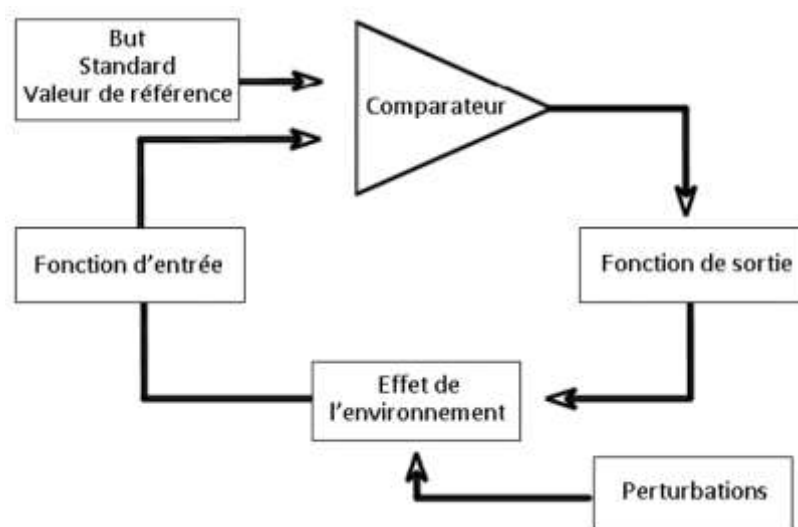 But
Standard
Valeur de référence
Comparateur
Fonction d'entrée
Fonction de sortie
Effet de
l'environnement
Perturbations